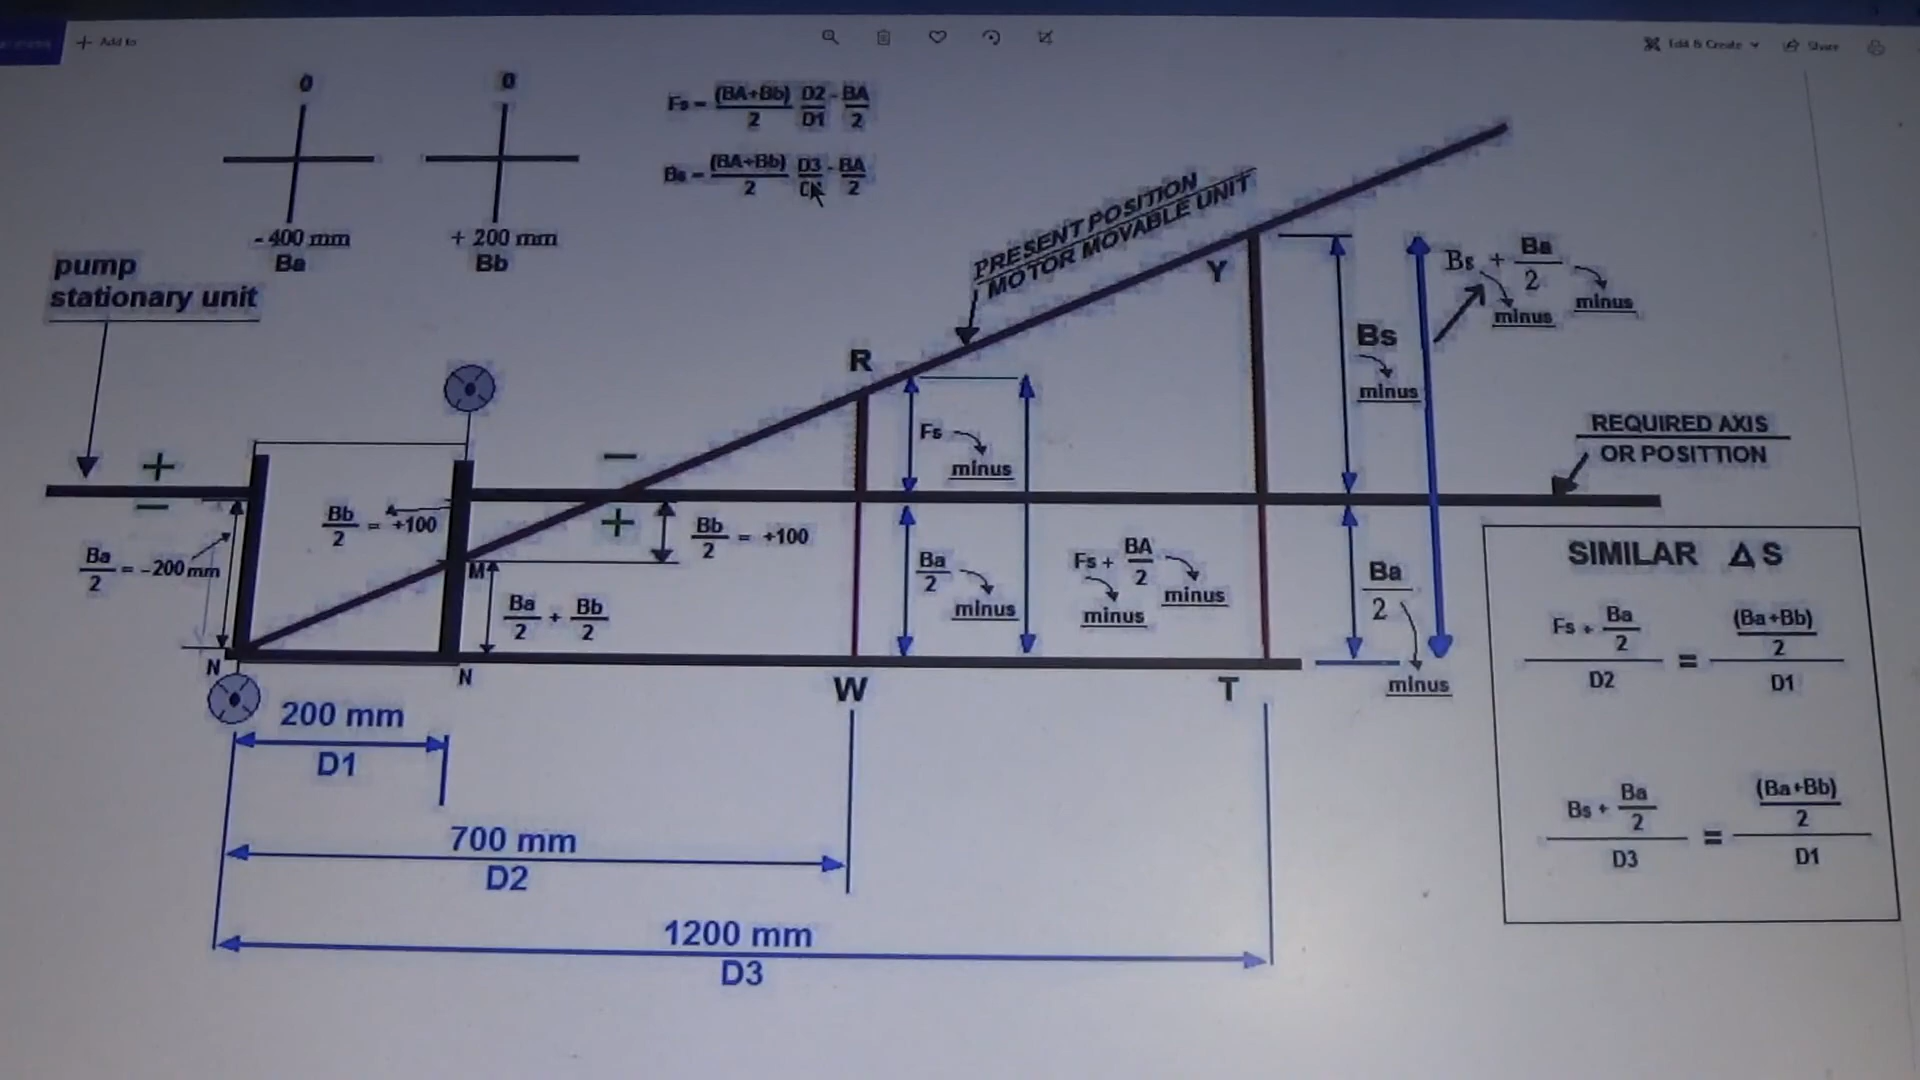 + Add to
Edit & Create
Share
0
0
- 400 mm
Ba
+ 200 mm
Bb
Fs = (BA+Bb)/2 D2/D1 - BA/2
Bs = (BA+Bb)/2 D3/ - BA/2
pump
stationary unit
PRESENT POSITION
MOTOR MOVABLE UNIT
Y
R
Bs + Ba/2
minus
minus
Bs
minus
REQUIRED AXIS
OR POSITTION
Fs
minus
+
−
−
+
Bb/2 = +100
Bb/2 = +100
Ba/2 = -200 mm
M
Ba/2 + Bb/2
Ba/2
minus
Fs + BA/2
minus
minus
Ba/2
minus
N
N
W
T
200 mm
D1
700 mm
D2
1200 mm
D3
SIMILAR Δ S
Fs + Ba/2 / D2 = (Ba+Bb)/2 / D1
Bs + Ba/2 / D3 = (Ba+Bb)/2 / D1